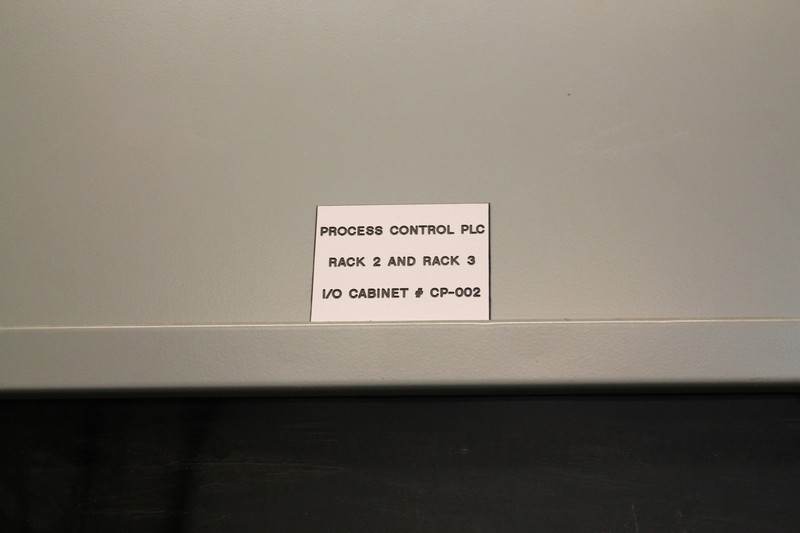 PROCESS CONTROL PLC
RACK 2 AND RACK 3
I/O CABINET # CP-002